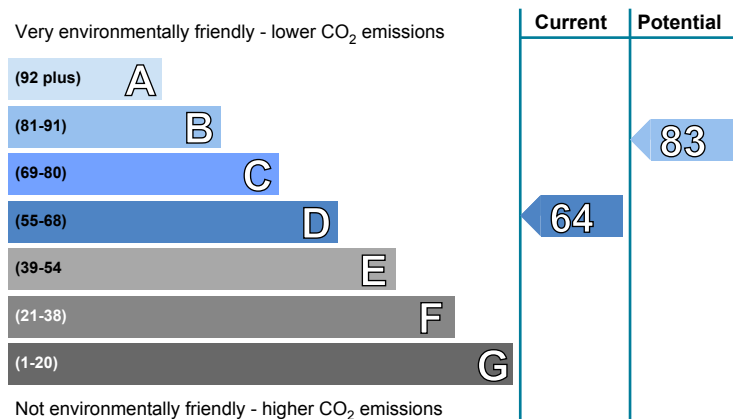 Current Potential
Very environmentally friendly - lower CO2 emissions
(92 plus) A
(81-91) B
83
(69-80) C
(55-68) D
64
(39-54 E
(21-38) F
(1-20) G
Not environmentally friendly - higher CO2 emissions